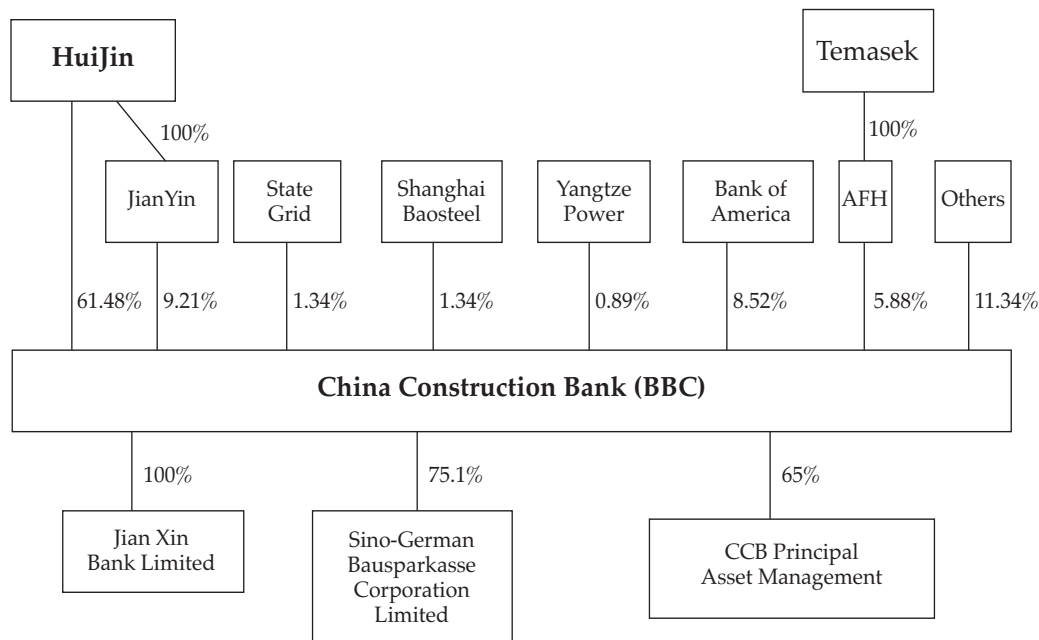 HuiJin
Temasek
100%
100%
JianYin
State
Grid
Shanghai
Baosteel
Yangtze
Power
Bank of
America
AFH
Others
61.48%
9.21%
1.34%
1.34%
0.89%
8.52%
5.88%
11.34%
China Construction Bank (BBC)
100%
75.1%
65%
Jian Xin
Bank Limited
Sino-German
Bausparkasse
Corporation
Limited
CCB Principal
Asset Management